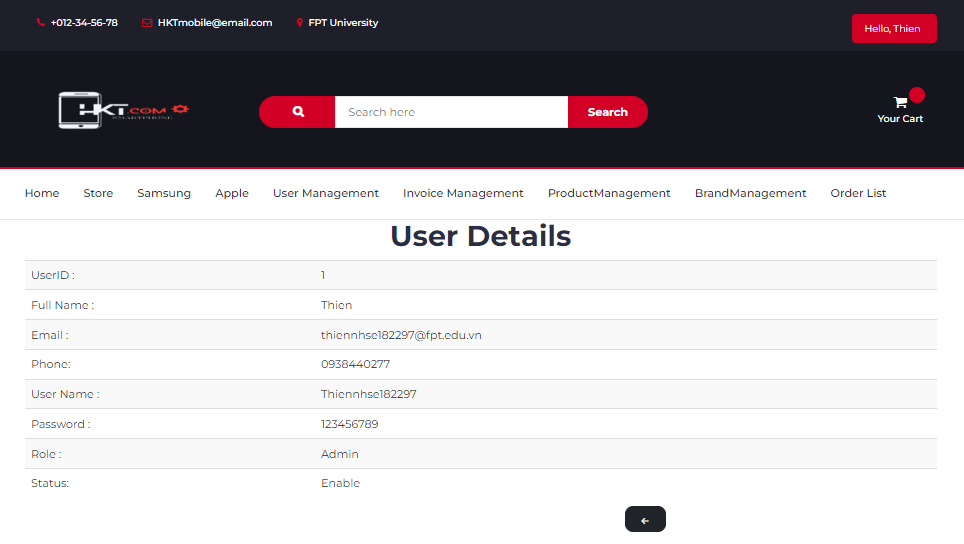 +012-34-56-78 HKTmobile@email.com FPT University Hello, Thien
HKT.COM
SMARTPHONE
Search here Search
Your Cart
Home Store Samsung Apple User Management Invoice Management ProductManagement BrandManagement Order List
User Details
UserID : 1
Full Name : Thien
Email : thiennhse182297@fpt.edu.vn
Phone: 0938440277
User Name : Thiennhse182297
Password : 123456789
Role : Admin
Status: Enable